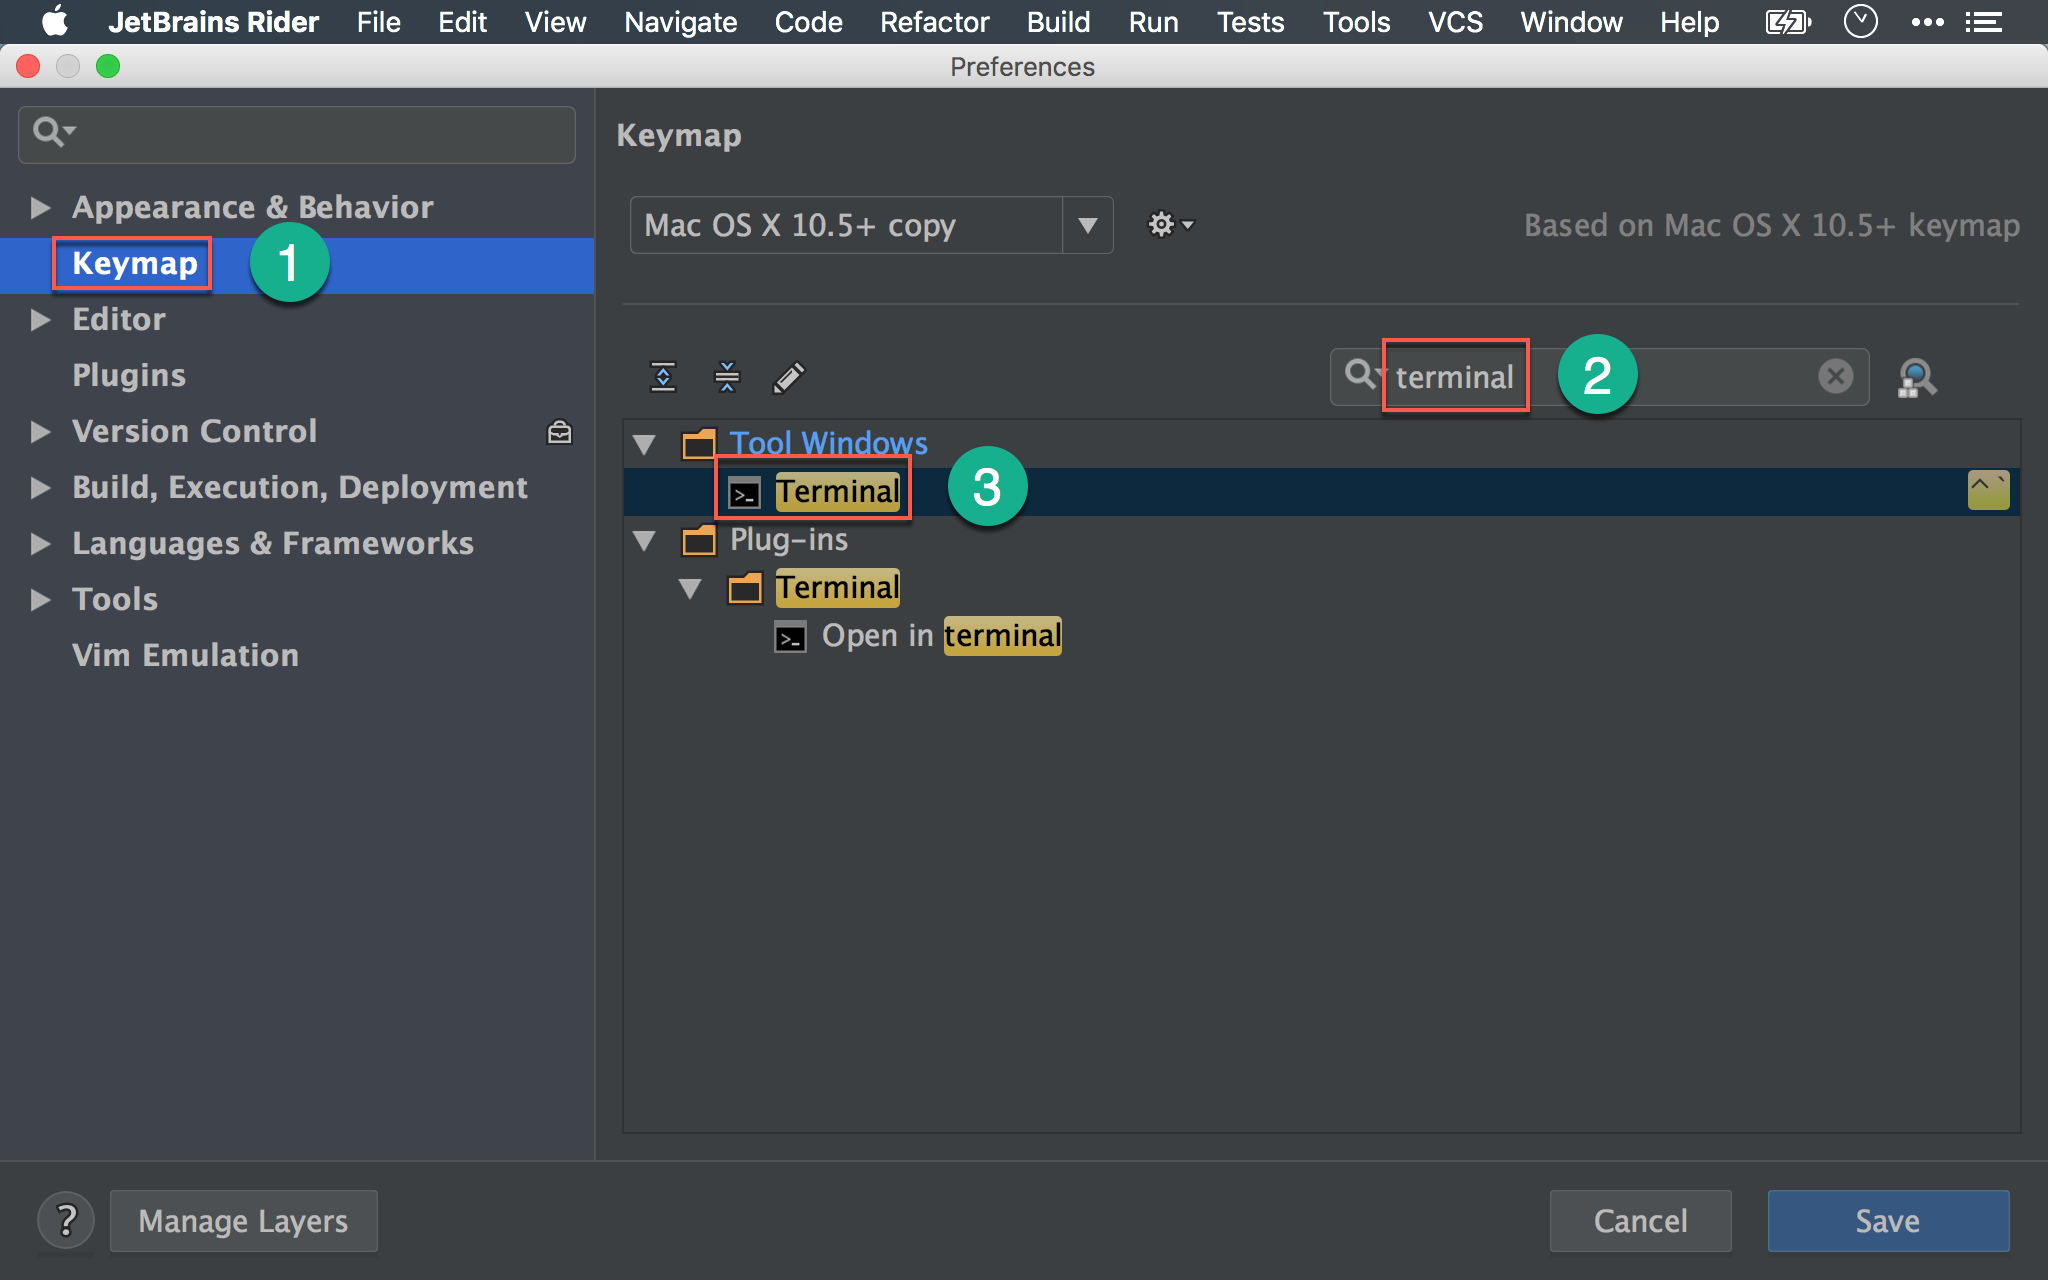 JetBrains Rider File Edit View Navigate Code Refactor Build Run Tests Tools VCS Window Help
Preferences
Keymap
Mac OS X 10.5+ copy
Based on Mac OS X 10.5+ keymap
Appearance & Behavior
Keymap
1
Editor
Plugins
Version Control
Build, Execution, Deployment
Languages & Frameworks
Tools
Vim Emulation
terminal
2
Tool Windows
>_ Terminal
3
^ `
Plug-ins
Terminal
>_ Open in terminal
? Manage Layers
Cancel
Save